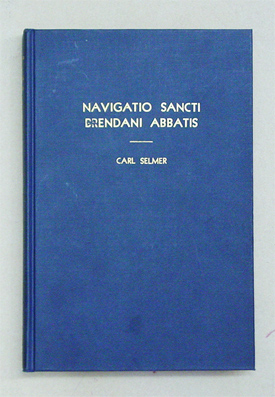 NAVIGATIO SANCTI
BRENDANI ABBATIS
CARL SELMER